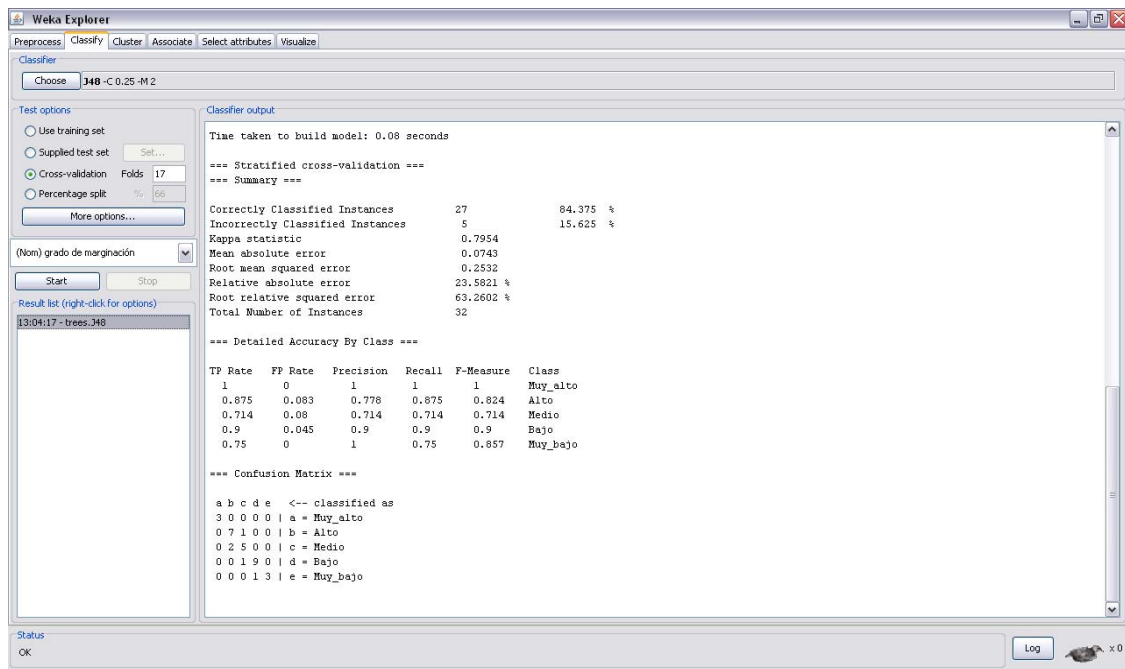 Weka Explorer
Preprocess Classify Cluster Associate Select attributes Visualize
Classifier
Choose J48 -C 0.25 -M 2
Test options
Use training set
Supplied test set Set...
Cross-validation Folds 17
Percentage split % 66
More options...
(Nom) grado de marginación
Start Stop
Result list (right-click for options)
13:04:17 - trees.J48
Classifier output
Time taken to build model: 0.08 seconds
=== Stratified cross-validation ===
=== Summary ===
Correctly Classified Instances 27 84.375 %
Incorrectly Classified Instances 5 15.625 %
Kappa statistic 0.7954
Mean absolute error 0.0743
Root mean squared error 0.2532
Relative absolute error 23.5821 %
Root relative squared error 63.2602 %
Total Number of Instances 32
=== Detailed Accuracy By Class ===
TP Rate FP Rate Precision Recall F-Measure Class
1 0 1 1 1 Muy_alto
0.875 0.083 0.778 0.875 0.824 Alto
0.714 0.08 0.714 0.714 0.714 Medio
0.9 0.045 0.9 0.9 0.9 Bajo
0.75 0 1 0.75 0.857 Muy_bajo
=== Confusion Matrix ===
a b c d e <-- classified as
3 0 0 0 0 | a = Muy_alto
0 7 1 0 0 | b = Alto
0 2 5 0 0 | c = Medio
0 0 1 9 0 | d = Bajo
0 0 0 1 3 | e = Muy_bajo
Status
OK
Log
x 0